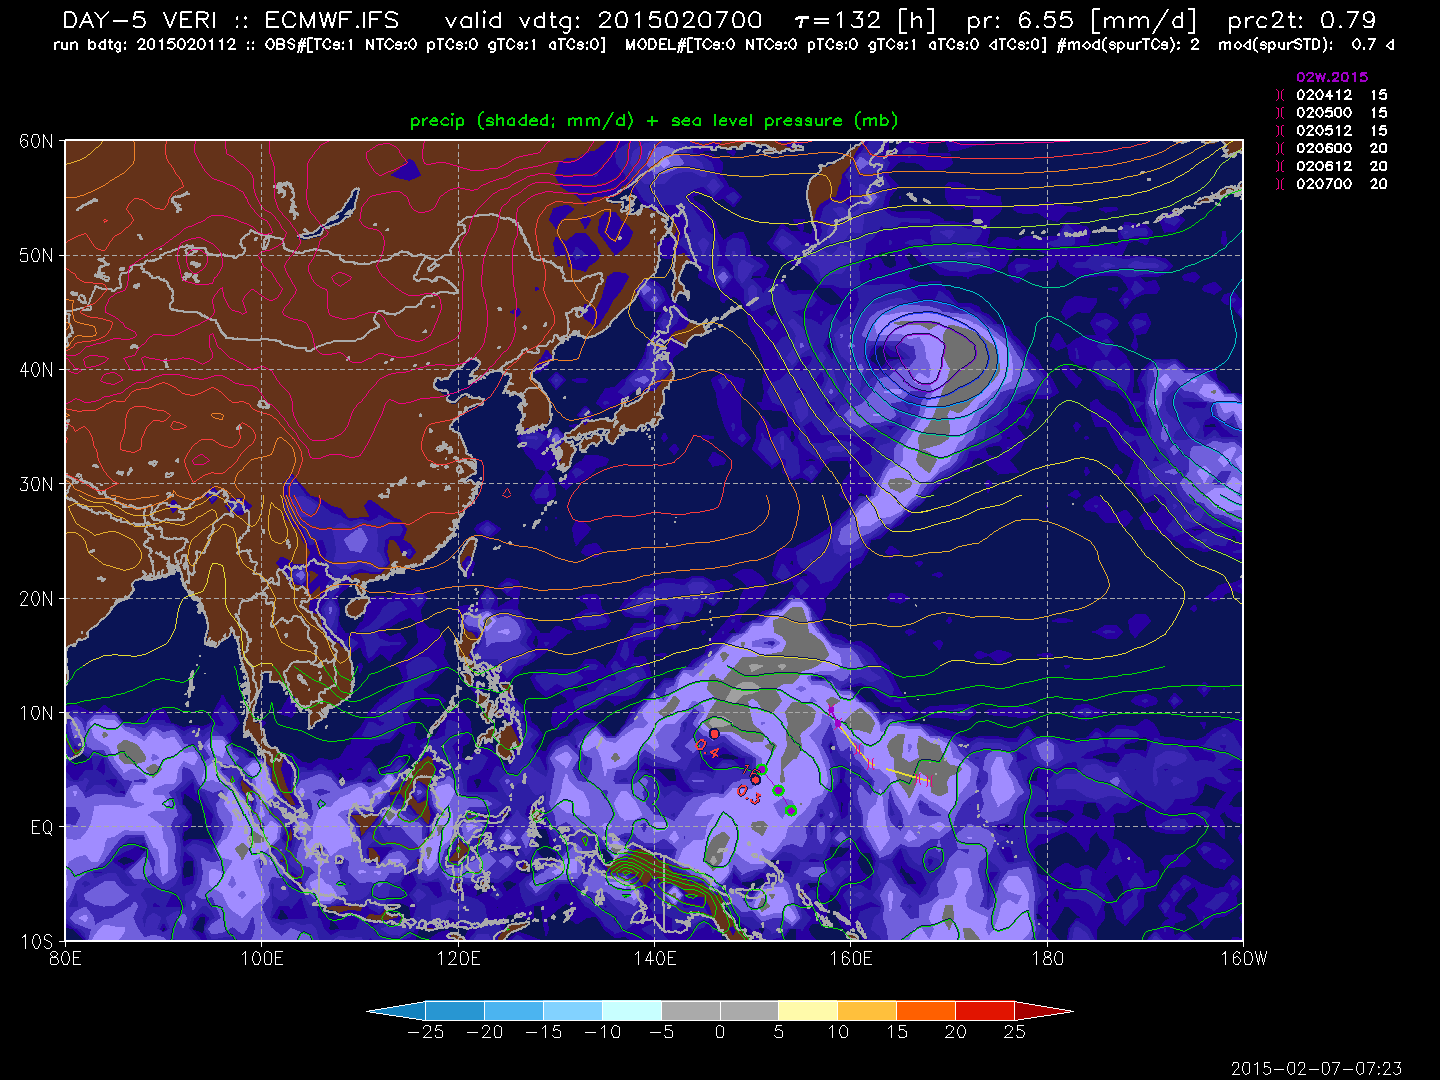 DAY-5 VERI :: ECMWF.IFS   valid vdtg: 2015020700   τ=132 [h]   pr: 6.55 [mm/d]   prc2t: 0.79
run bdtg: 2015020112 :: OBS#[TCs:1 NTCs:0 pTCs:0 gTCs:1 aTCs:0]   MODEL#[TCs:0 NTCs:0 pTCs:0 gTCs:1 aTCs:0 dTCs:0] #mod(spurTCs): 2   mod(spurSTD):   0.7 d
02W.2015
020412 15
020500 15
020512 15
020600 20
020612 20
020700 20
precip (shaded; mm/d) + sea level pressure (mb)
60N
50N
40N
30N
20N
10N
0.4
0.3
EQ
10S
80E 100E 120E 140E 160E 180 160W
-25 -20 -15 -10 -5 0 5 10 15 20 25
2015-02-07-07:23